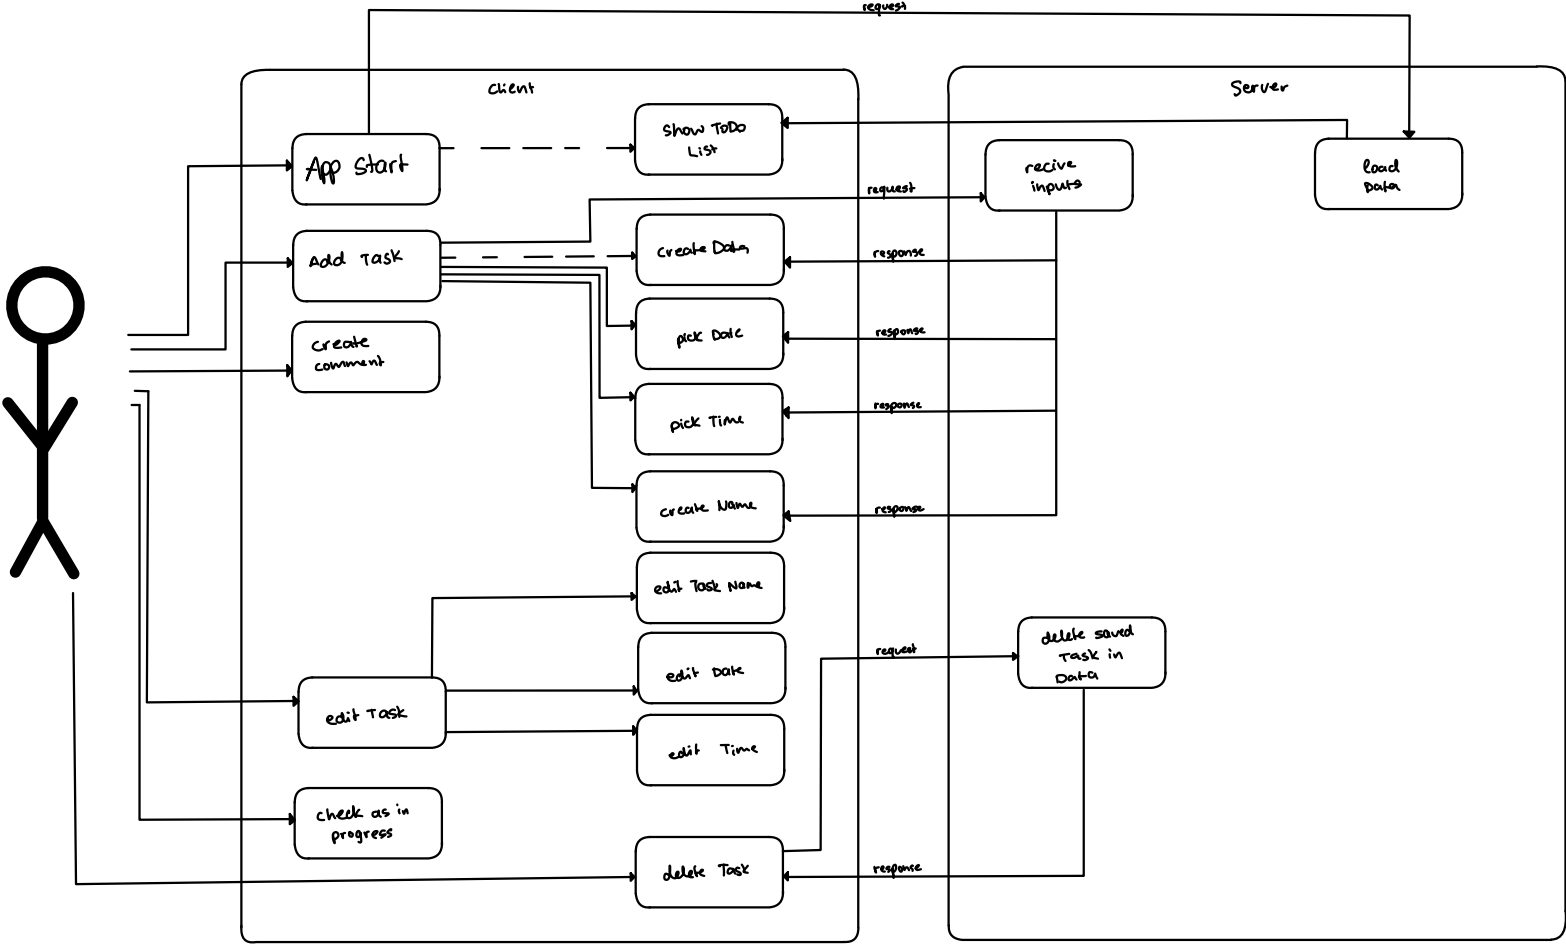 request
Client
Server
App Start
Show ToDo
List
recive
inputs
load
Data
request
Add Task
create Data
response
pick Date
response
create
comment
pick Time
response
create Name
response
edit Task Name
edit Date
request
delete saved
Task in
Data
edit Task
edit Time
check as in
progress
delete Task
response